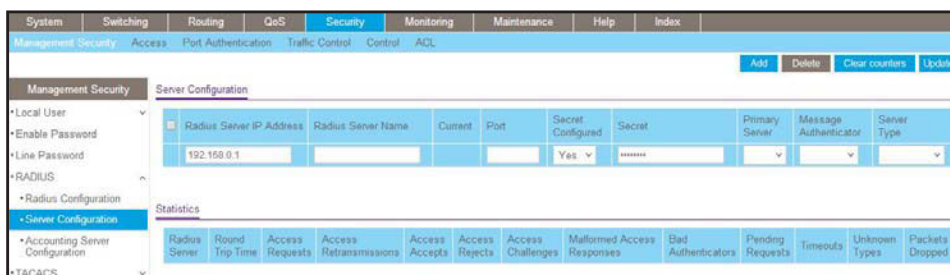 System Switching Routing QoS Security Monitoring Maintenance Help Index
Management Security Access Port Authentication Traffic Control Control ACL
Add Delete Clear counters Update
Management Security
Server Configuration
•Local User
•Enable Password
•Line Password
•RADIUS
•Radius Configuration
•Server Configuration
•Accounting Server
Configuration
•TACACS
Radius Server IP Address Radius Server Name Current Port Secret Configured Secret Primary Server Message Authenticator Server Type
192.168.0.1 Yes ********
Statistics
Radius Server Round Trip Time Access Requests Access Retransmissions Access Accepts Access Rejects Access Challenges Malformed Access Responses Bad Authenticators Pending Requests Timeouts Unknown Types Packets Dropped